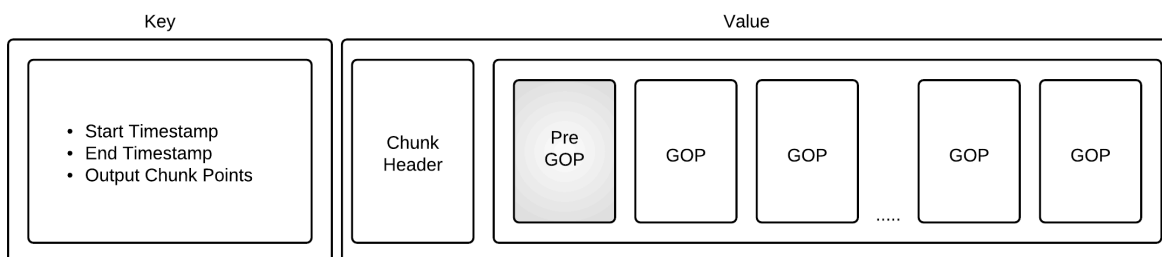 Key
Value
• Start Timestamp
• End Timestamp
• Output Chunk Points
Chunk
Header
Pre
GOP
GOP
GOP
.....
GOP
GOP